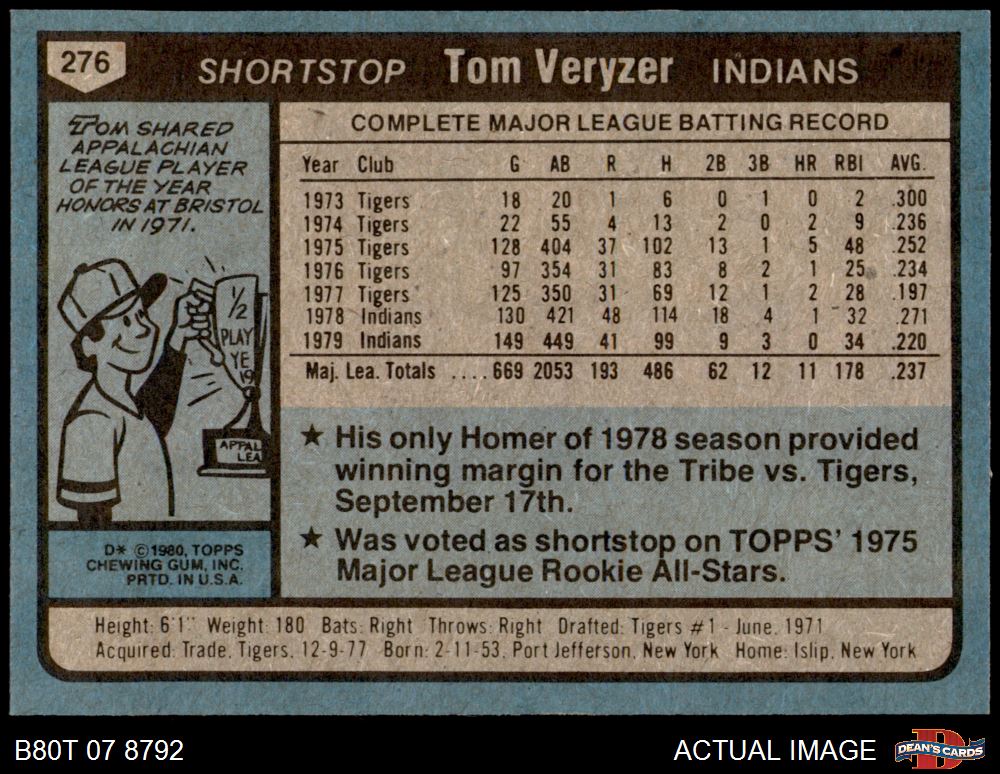 276 SHORTSTOP Tom Veryzer INDIANS
TOM SHARED
APPALACHIAN
LEAGUE PLAYER
OF THE YEAR
HONORS AT BRISTOL
IN 1971.
1/2
PLAY
YE
19
APPAL
LEA
D* ©1980, TOPPS
CHEWING GUM, INC.
PRTD. IN U.S.A.
COMPLETE MAJOR LEAGUE BATTING RECORD
Year Club G AB R H 2B 3B HR RBI AVG.
1973 Tigers 18 20 1 6 0 1 0 2 .300
1974 Tigers 22 55 4 13 2 0 2 9 .236
1975 Tigers 128 404 37 102 13 1 5 48 .252
1976 Tigers 97 354 31 83 8 2 1 25 .234
1977 Tigers 125 350 31 69 12 1 2 28 .197
1978 Indians 130 421 48 114 18 4 1 32 .271
1979 Indians 149 449 41 99 9 3 0 34 .220
Maj. Lea. Totals ....669 2053 193 486 62 12 11 178 .237
★ His only Homer of 1978 season provided
winning margin for the Tribe vs. Tigers,
September 17th.
★ Was voted as shortstop on TOPPS' 1975
Major League Rookie All-Stars.
Height: 6'1" Weight: 180 Bats: Right Throws: Right Drafted: Tigers #1 - June, 1971
Acquired: Trade, Tigers, 12-9-77 Born: 2-11-53, Port Jefferson, New York Home: Islip, New York
B80T 07 8792 ACTUAL IMAGE DEAN'S CARDS